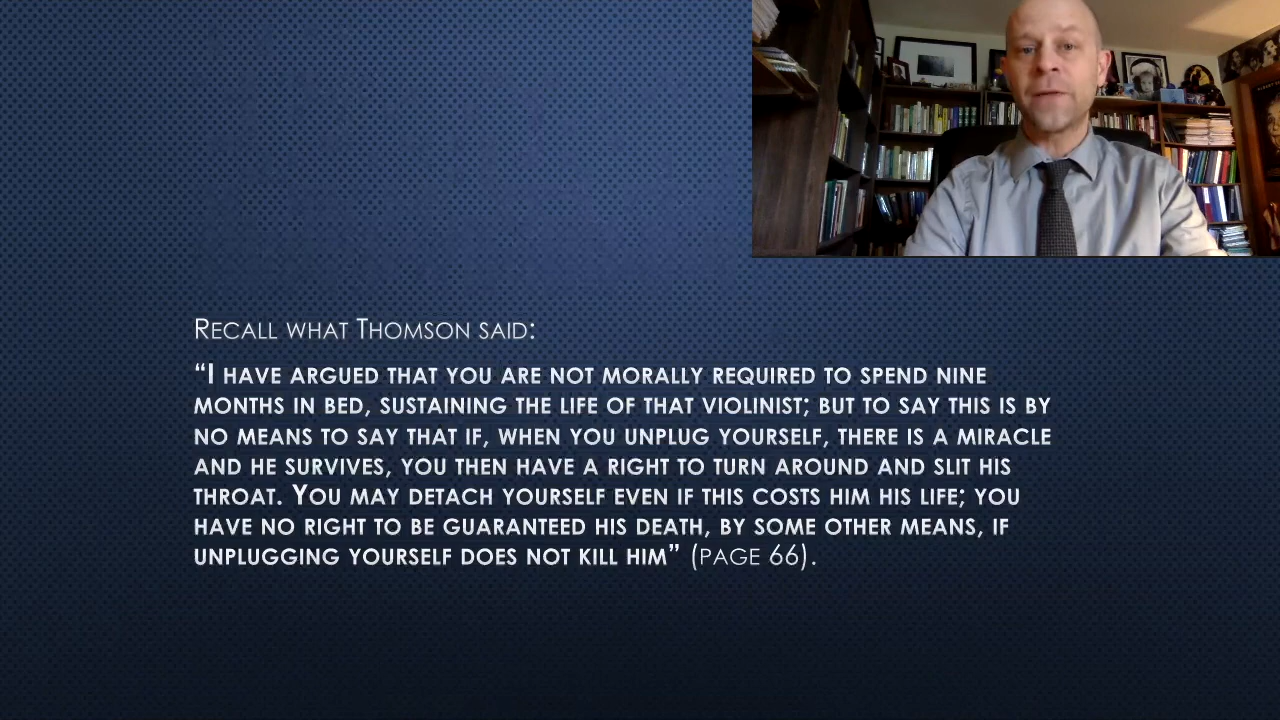 Recall what Thomson said:
“I have argued that you are not morally required to spend nine
months in bed, sustaining the life of that violinist; but to say this is by
no means to say that if, when you unplug yourself, there is a miracle
and he survives, you then have a right to turn around and slit his
throat. You may detach yourself even if this costs him his life; you
have no right to be guaranteed his death, by some other means, if
unplugging yourself does not kill him” (page 66).